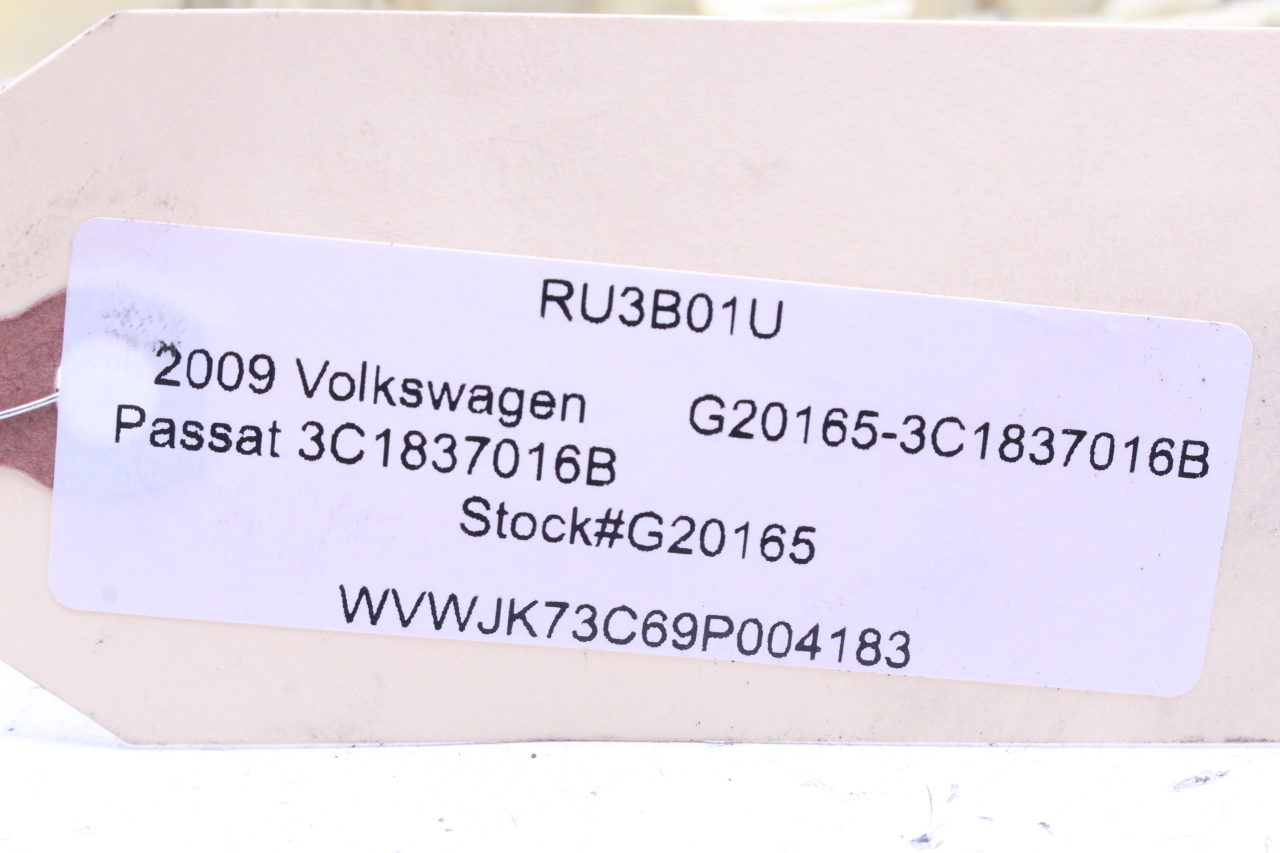 RU3B01U
2009 Volkswagen
Passat 3C1837016B
G20165-3C1837016B
Stock#G20165
WVWJK73C69P004183